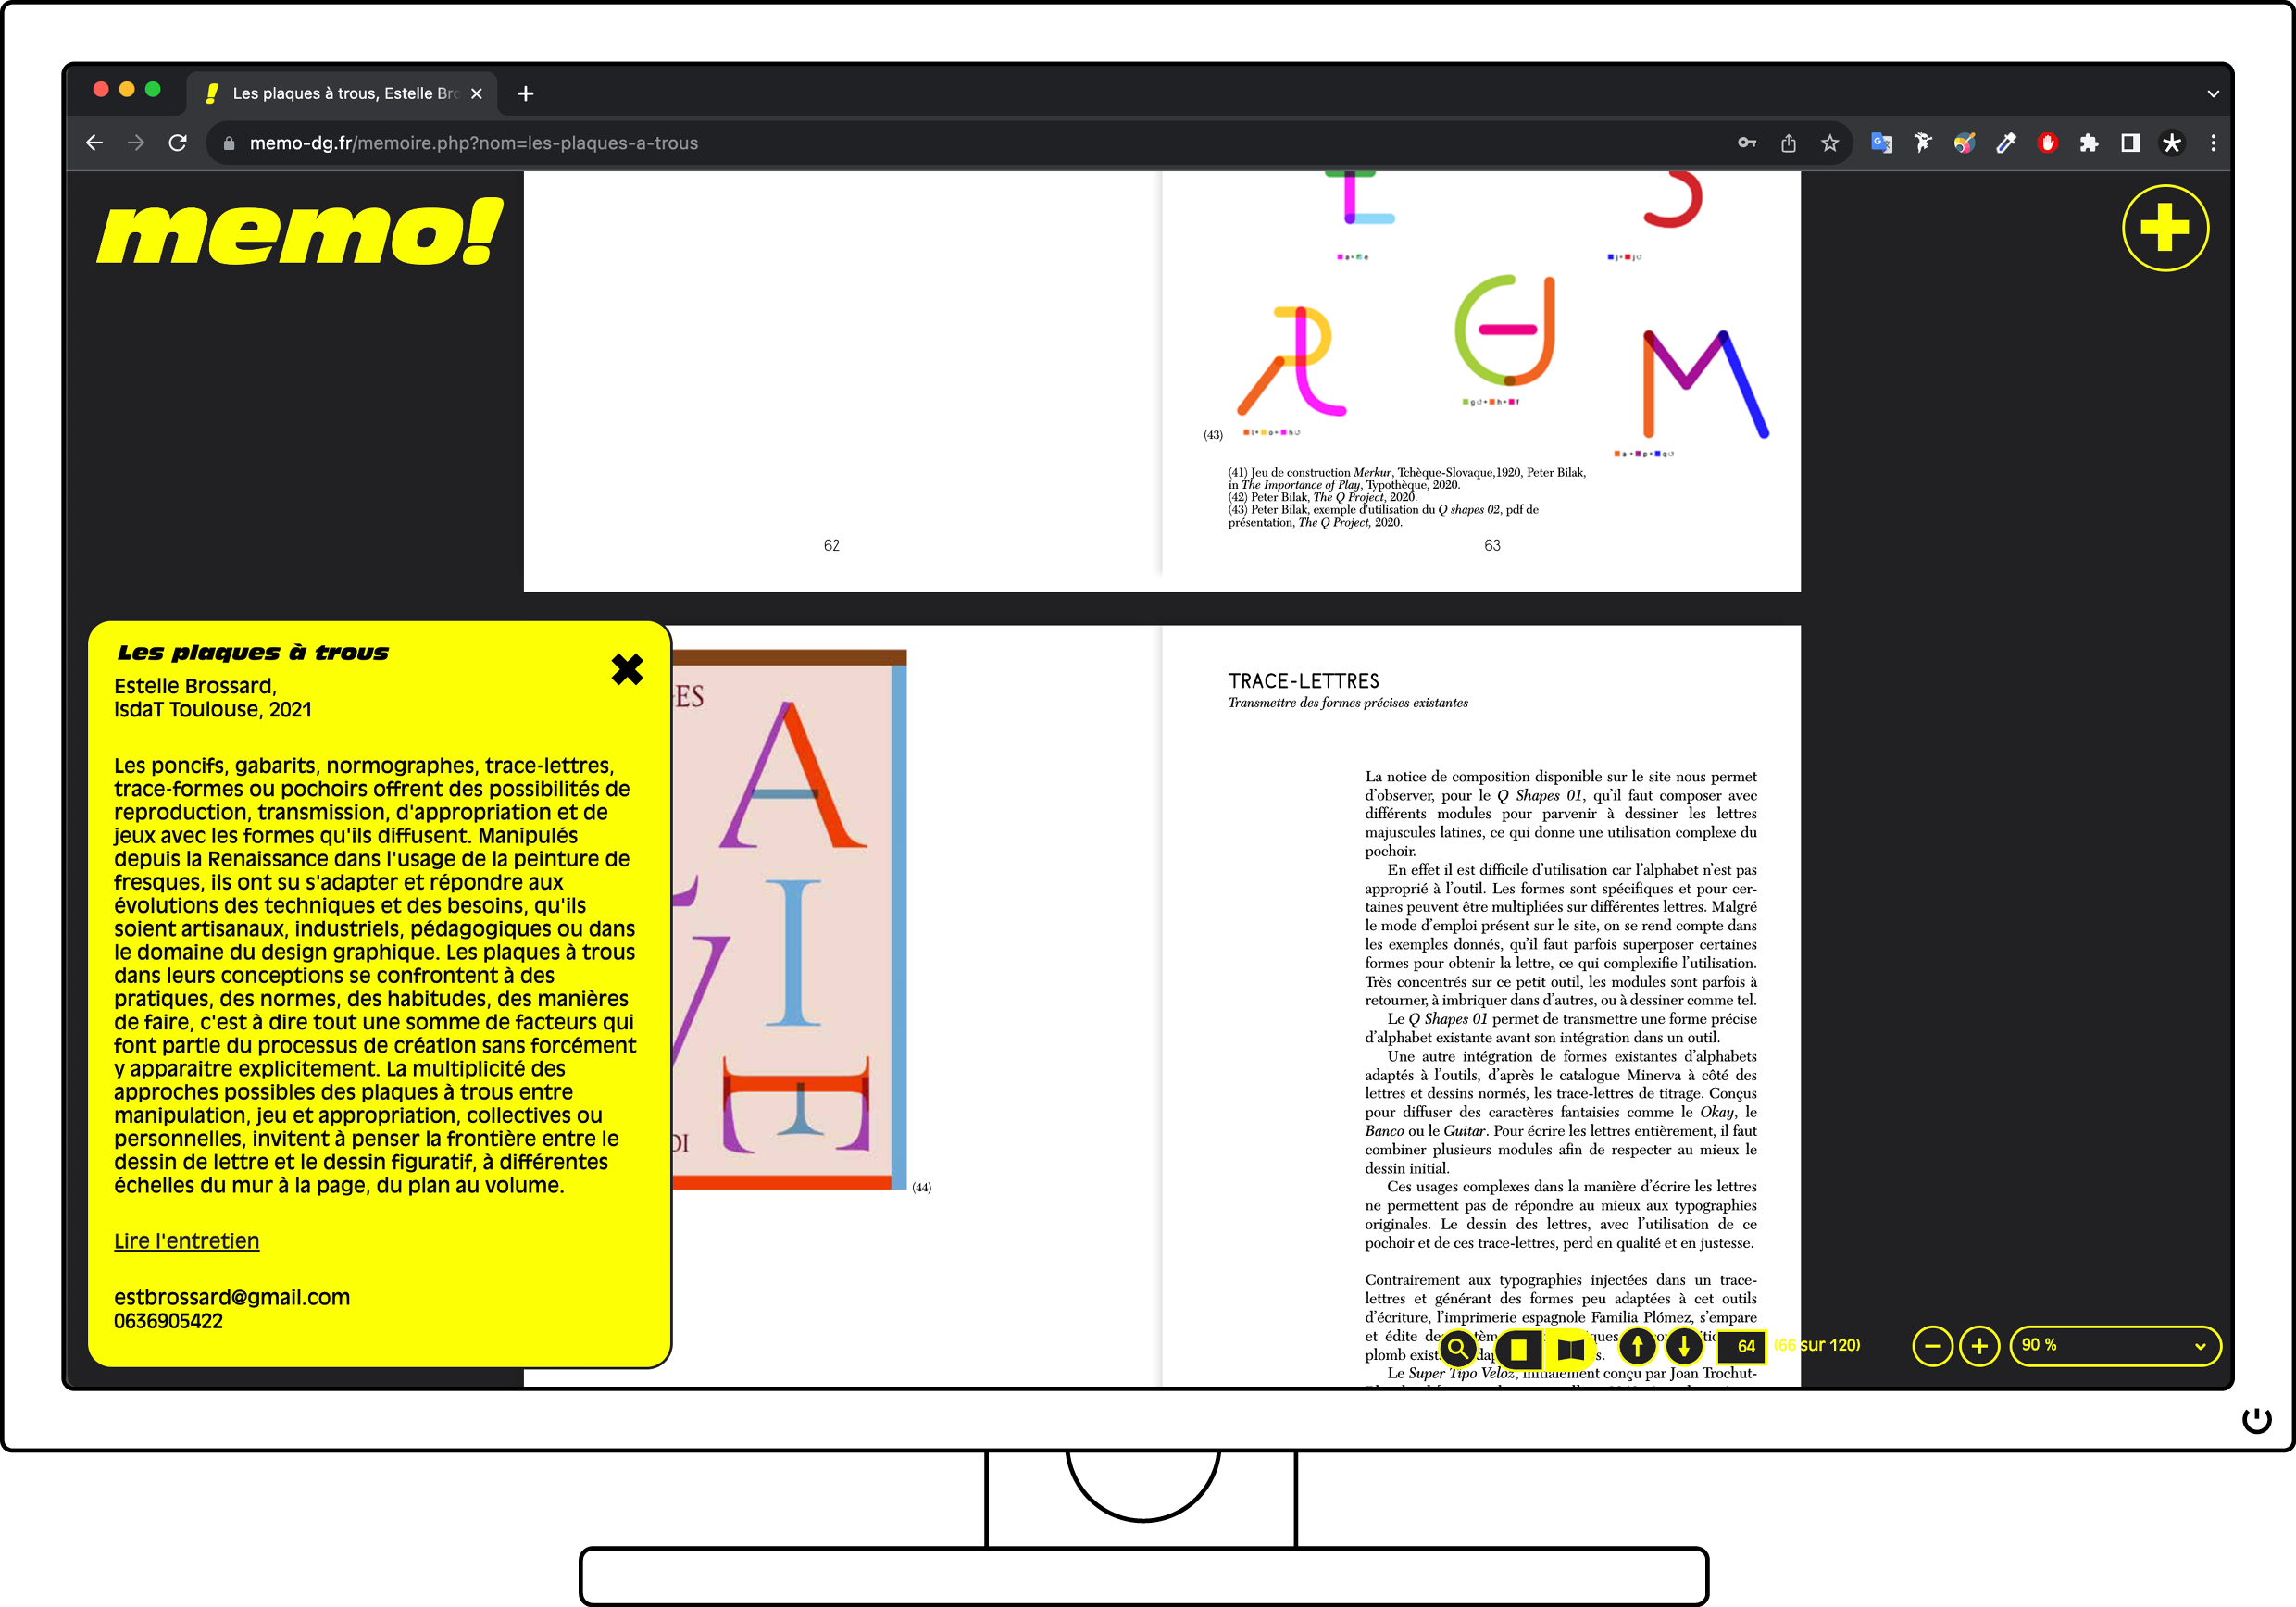 Les plaques à trous, Estelle Bro
memo-dg.fr/memoire.php?nom=les-plaques-a-trous
memo!
a + e
j + j
(43)
i + o + h
g + h + f
a + p + q
(41) Jeu de construction Merkur, Tchèque-Slovaque,1920, Peter Bilak,
in The Importance of Play, Typothèque, 2020.
(42) Peter Bilak, The Q Project, 2020.
(43) Peter Bilak, exemple d'utilisation du Q shapes 02, pdf de
présentation, The Q Project, 2020.
62
63
Les plaques à trous
Estelle Brossard,
isdaT Toulouse, 2021
Les poncifs, gabarits, normographes, trace-lettres,
trace-formes ou pochoirs offrent des possibilités de
reproduction, transmission, d'appropriation et de
jeux avec les formes qu'ils diffusent. Manipulés
depuis la Renaissance dans l'usage de la peinture de
fresques, ils ont su s'adapter et répondre aux
évolutions des techniques et des besoins, qu'ils
soient artisanaux, industriels, pédagogiques ou dans
le domaine du design graphique. Les plaques à trous
dans leurs conceptions se confrontent à des
pratiques, des normes, des habitudes, des manières
de faire, c'est à dire tout une somme de facteurs qui
font partie du processus de création sans forcément
y apparaitre explicitement. La multiplicité des
approches possibles des plaques à trous entre
manipulation, jeu et appropriation, collectives ou
personnelles, invitent à penser la frontière entre le
dessin de lettre et le dessin figuratif, à différentes
échelles du mur à la page, du plan au volume.
Lire l'entretien
estbrossard@gmail.com
0636905422
ES
A
I
V
E
DI
(44)
TRACE-LETTRES
Transmettre des formes précises existantes
La notice de composition disponible sur le site nous permet
d'observer, pour le Q Shapes 01, qu'il faut composer avec
différents modules pour parvenir à dessiner les lettres
majuscules latines, ce qui donne une utilisation complexe du
pochoir.
En effet il est difficile d'utilisation car l'alphabet n'est pas
approprié à l'outil. Les formes sont spécifiques et pour cer-
taines peuvent être multipliées sur différentes lettres. Malgré
le mode d'emploi présent sur le site, on se rend compte dans
les exemples donnés, qu'il faut parfois superposer certaines
formes pour obtenir la lettre, ce qui complexifie l'utilisation.
Très concentrés sur ce petit outil, les modules sont parfois à
retourner, à imbriquer dans d'autres, ou à dessiner comme tel.
Le Q Shapes 01 permet de transmettre une forme précise
d'alphabet existante avant son intégration dans un outil.
Une autre intégration de formes existantes d'alphabets
adaptés à l'outils, d'après le catalogue Minerva à côté des
lettres et dessins normés, les trace-lettres de titrage. Conçus
pour diffuser des caractères fantaisies comme le Okay, le
Banco ou le Guitar. Pour écrire les lettres entièrement, il faut
combiner plusieurs modules afin de respecter au mieux le
dessin initial.
Ces usages complexes dans la manière d'écrire les lettres
ne permettent pas de répondre au mieux aux typographies
originales. Le dessin des lettres, avec l'utilisation de ce
pochoir et de ces trace-lettres, perd en qualité et en justesse.
Contrairement aux typographies injectées dans un trace-
lettres et générant des formes peu adaptées à cet outils
d'écriture, l'imprimerie espagnole Familia Plómez, s'empare
et édite de
plomb exist
Le Super Tipo Veloz, initialement conçu par Joan Trochut-
64
(66 sur 120)
90 %